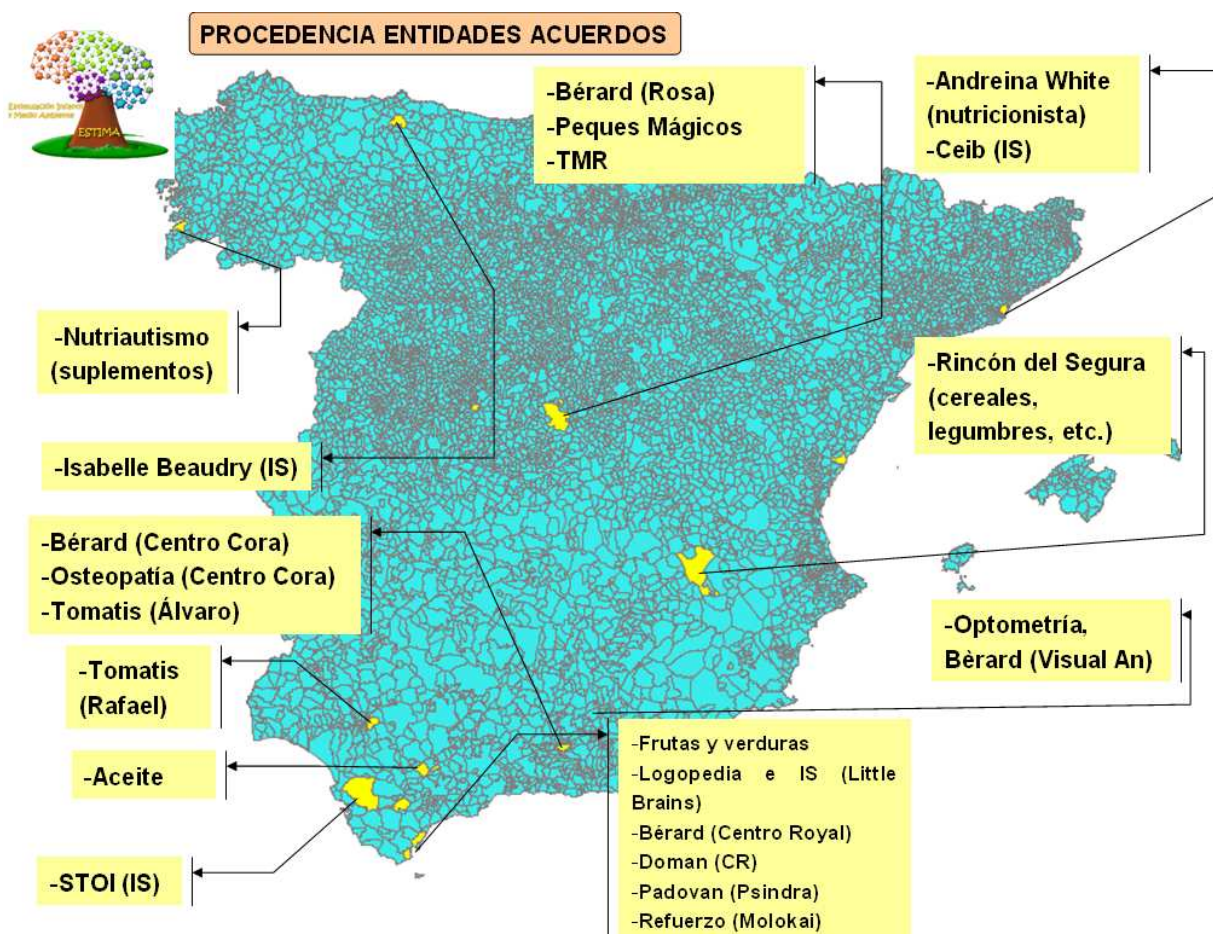 PROCEDENCIA ENTIDADES ACUERDOS
Estimulación
y Medio Ambiente
ESTIMA
-Bérard (Rosa)
-Peques Mágicos
-TMR
-Andreina White
(nutricionista)
-Ceib (IS)
-Nutriautismo
(suplementos)
-Rincón del Segura
(cereales,
legumbres, etc.)
-Isabelle Beaudry (IS)
-Bérard (Centro Cora)
-Osteopatía (Centro Cora)
-Tomatis (Álvaro)
-Optometría,
Bèrard (Visual An)
-Tomatis
(Rafael)
-Aceite
-STOI (IS)
-Frutas y verduras
-Logopedia e IS (Little
Brains)
-Bérard (Centro Royal)
-Doman (CR)
-Padovan (Psindra)
-Refuerzo (Molokai)